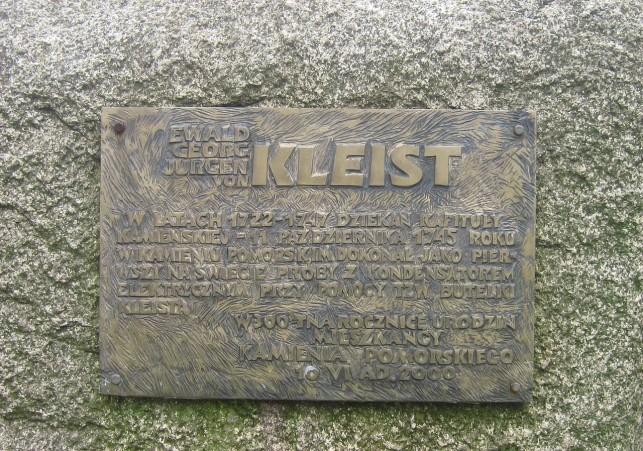 EWALD
GEORG
JÜRGEN
VON KLEIST
W LATACH 1722-1747 DZIEKAN KAPITUŁY
KAMIEŃSKIEJ - 11 PAŹDZIERNIKA 1745 ROKU
W KAMIENIU POMORSKIM DOKONAŁ JAKO PIER-
WSZY NA ŚWIECIE PRÓBY Z KONDENSATOREM
ELEKTRYCZNYM PRZY POMOCY TZW. BUTELKI
KLEISTA
W 300-TNĄ ROCZNICĘ URODZIN
MIESZKAŃCY
KAMIENIA POMORSKIEGO
10 VI AD. 2000